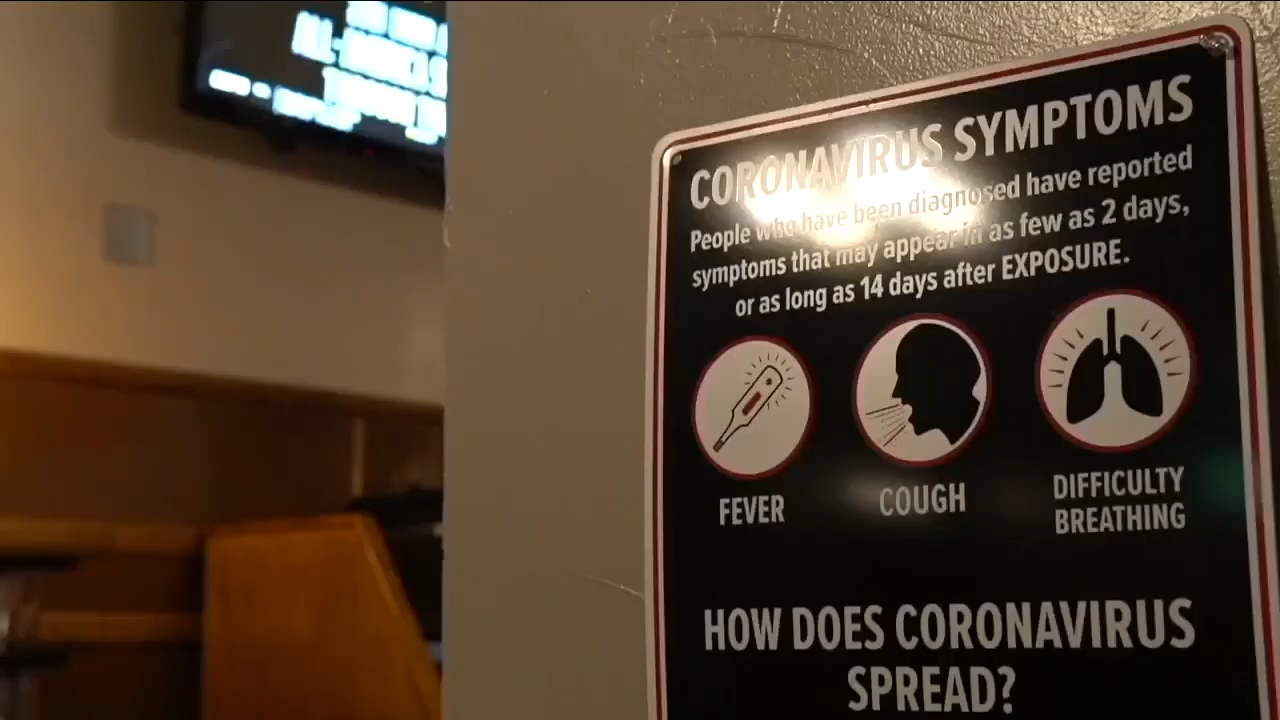 CORONAVIRUS SYMPTOMS
People who have been diagnosed have reported
symptoms that may appear in as few as 2 days,
or as long as 14 days after EXPOSURE.
FEVER
COUGH
DIFFICULTY
BREATHING
HOW DOES CORONAVIRUS
SPREAD?